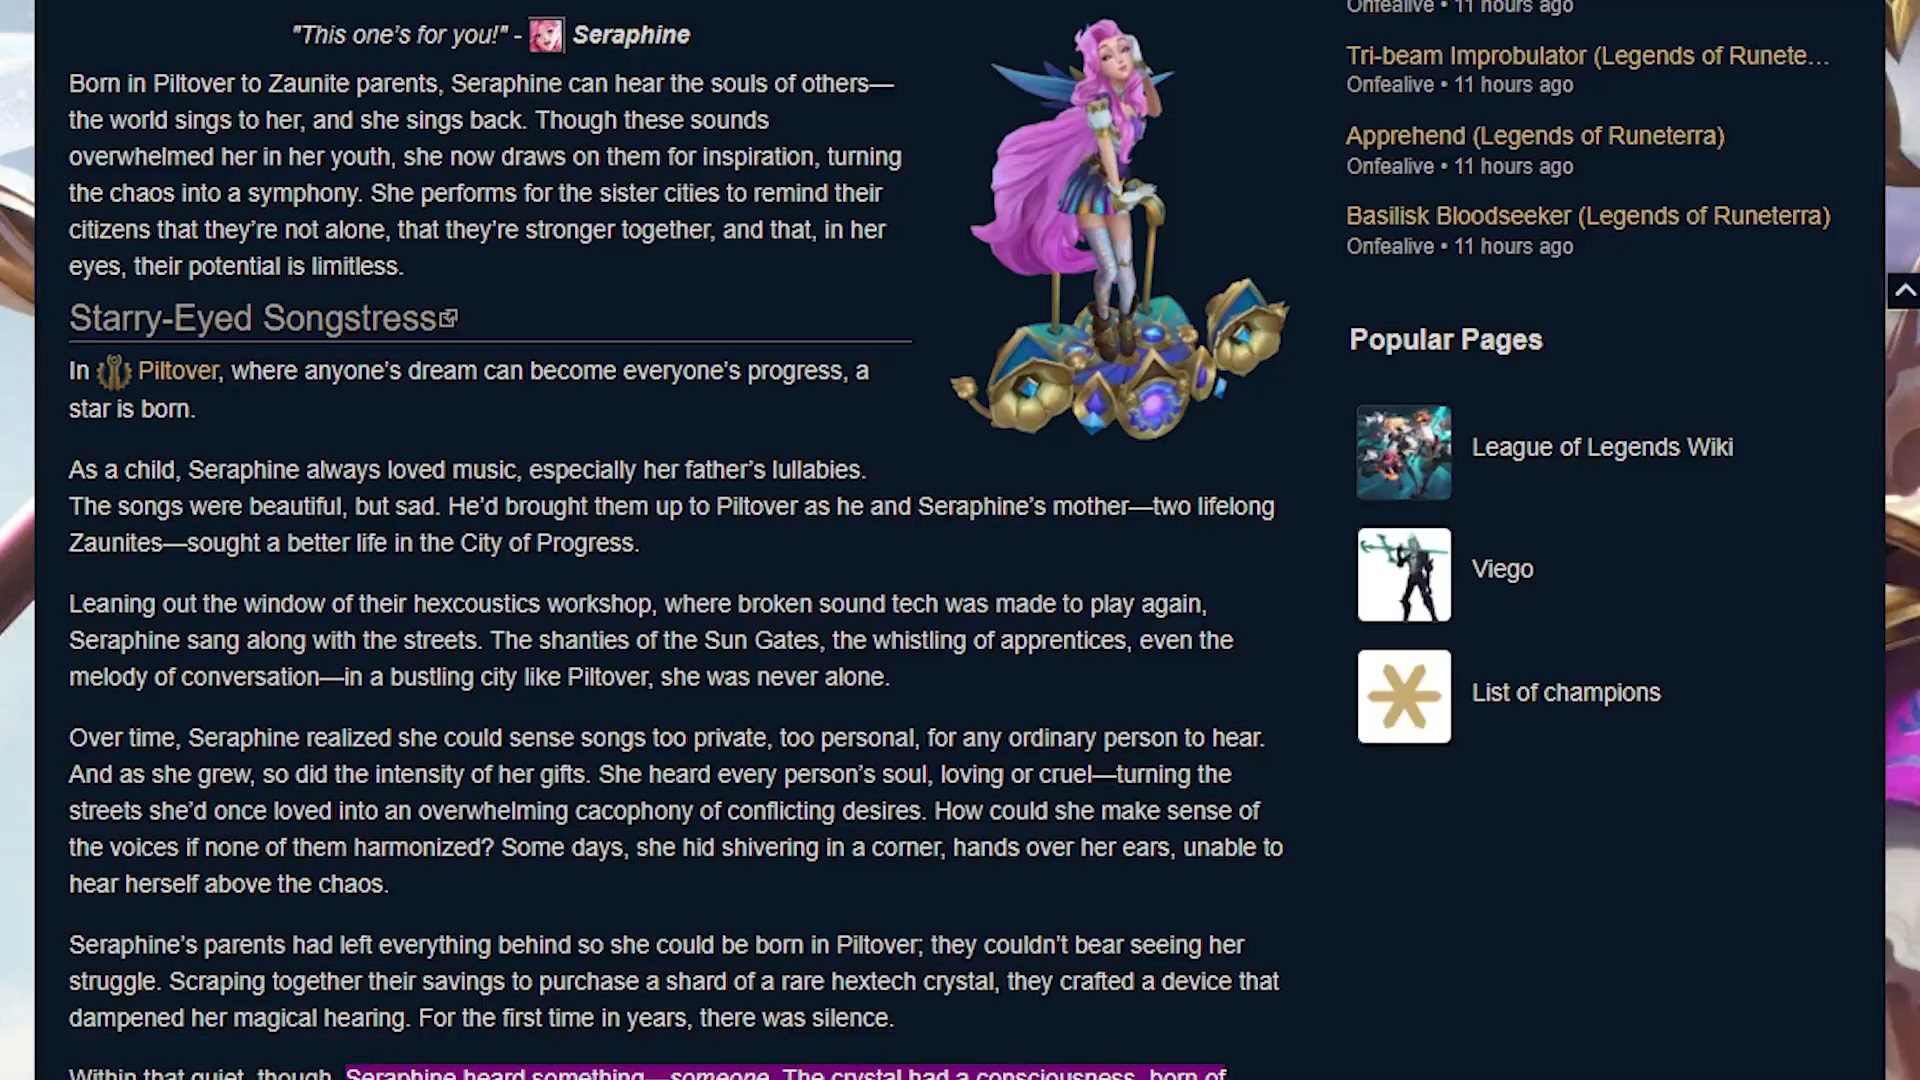 "This one's for you!" - Seraphine
Born in Piltover to Zaunite parents, Seraphine can hear the souls of others—
the world sings to her, and she sings back. Though these sounds
overwhelmed her in her youth, she now draws on them for inspiration, turning
the chaos into a symphony. She performs for the sister cities to remind their
citizens that they're not alone, that they're stronger together, and that, in her
eyes, their potential is limitless.
Starry-Eyed Songstress
In Piltover, where anyone's dream can become everyone's progress, a
star is born.
As a child, Seraphine always loved music, especially her father's lullabies.
The songs were beautiful, but sad. He'd brought them up to Piltover as he and Seraphine's mother—two lifelong
Zaunites—sought a better life in the City of Progress.
Leaning out the window of their hexcoustics workshop, where broken sound tech was made to play again,
Seraphine sang along with the streets. The shanties of the Sun Gates, the whistling of apprentices, even the
melody of conversation—in a bustling city like Piltover, she was never alone.
Over time, Seraphine realized she could sense songs too private, too personal, for any ordinary person to hear.
And as she grew, so did the intensity of her gifts. She heard every person's soul, loving or cruel—turning the
streets she'd once loved into an overwhelming cacophony of conflicting desires. How could she make sense of
the voices if none of them harmonized? Some days, she hid shivering in a corner, hands over her ears, unable to
hear herself above the chaos.
Seraphine's parents had left everything behind so she could be born in Piltover; they couldn't bear seeing her
struggle. Scraping together their savings to purchase a shard of a rare hextech crystal, they crafted a device that
dampened her magical hearing. For the first time in years, there was silence.
Within that quiet, though, Seraphine heard something—someone. The crystal had a consciousness, born of
Onfealive • 11 hours ago
Tri-beam Improbulator (Legends of Runete...
Onfealive • 11 hours ago
Apprehend (Legends of Runeterra)
Onfealive • 11 hours ago
Basilisk Bloodseeker (Legends of Runeterra)
Onfealive • 11 hours ago
Popular Pages
League of Legends Wiki
Viego
List of champions